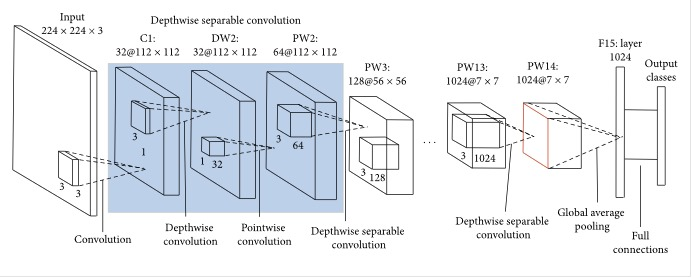 Input
224 × 224 × 3
Depthwise separable convolution
C1:
32@112 × 112
DW2:
32@112 × 112
PW2:
64@112 × 112
PW3:
128@56 × 56
PW13:
1024@7 × 7
PW14:
1024@7 × 7
F15: layer
1024
Output
classes
3
3
3
1
1
32
3
64
3
128
...
3
1024
Convolution
Depthwise
convolution
Pointwise
convolution
Depthwise separable
convolution
Depthwise separable
convolution
Global average
pooling
Full
connections